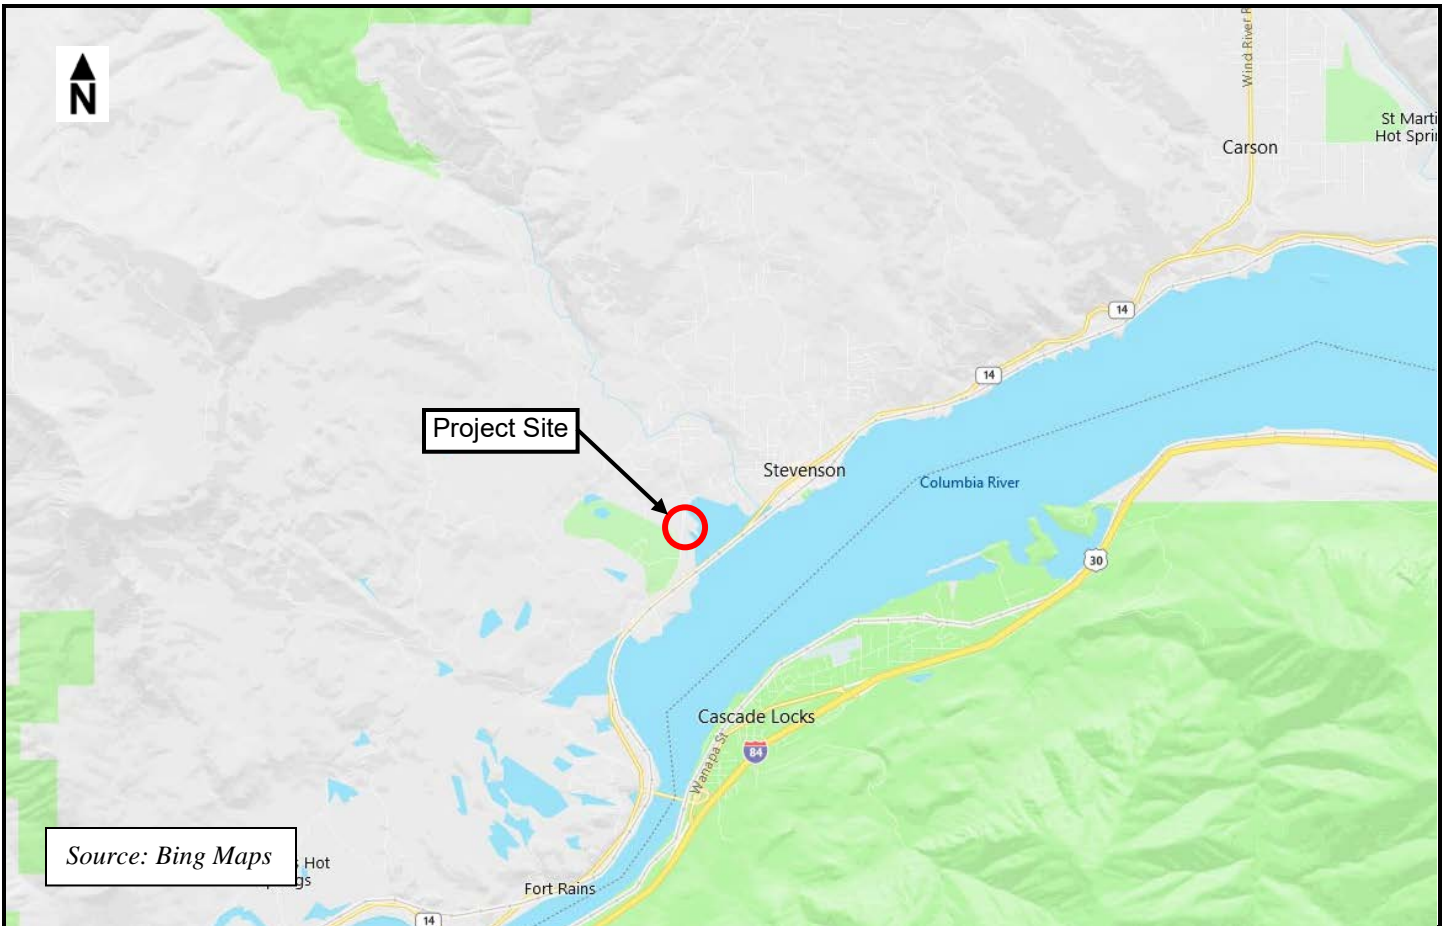 N
Wind River R
St Marti
Hot Sprin
Carson
14
14
Project Site
Stevenson
Columbia River
30
Cascade Locks
Wanapa St
84
Source: Bing Maps
s Hot
gs
Fort Rains
14